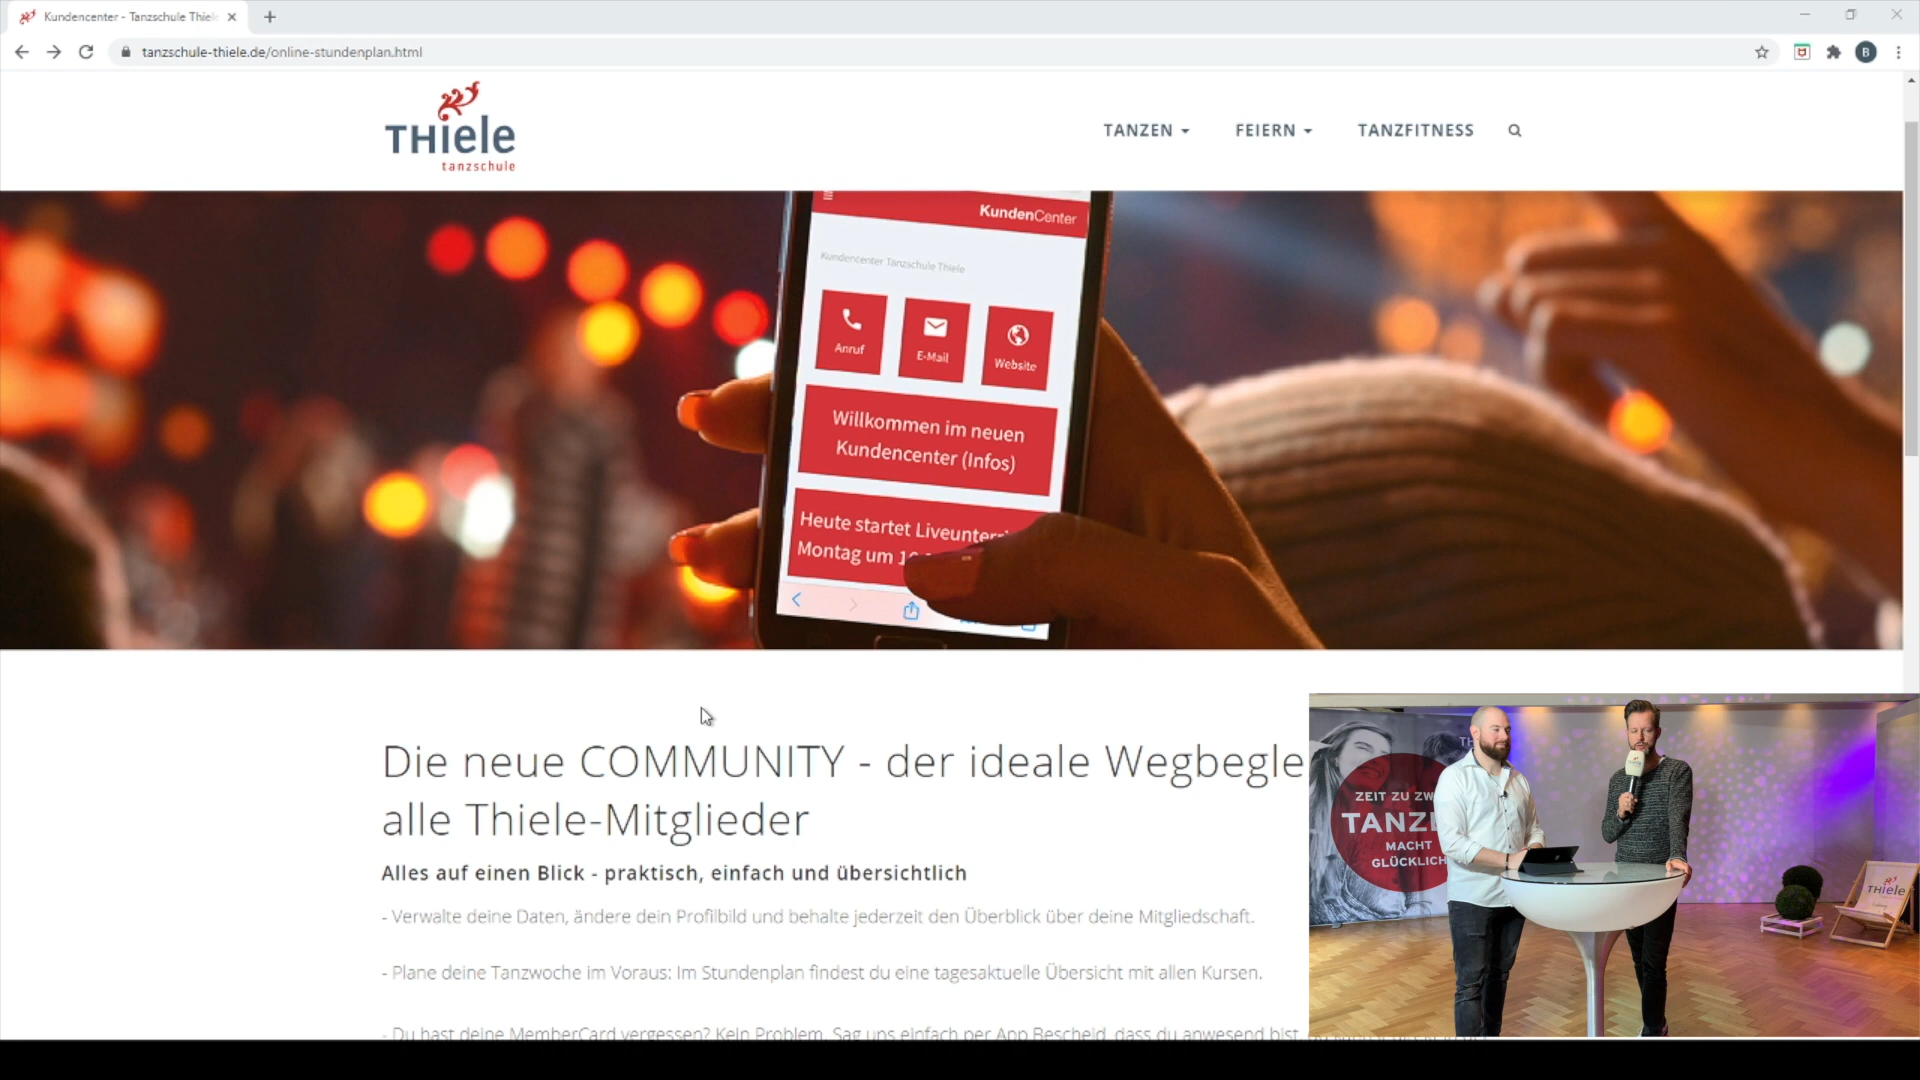 Kundencenter - Tanzschule Thiele
tanzschule-thiele.de/online-stundenplan.html
B
THiele
tanzschule
TANZEN
FEIERN
TANZFITNESS
KundenCenter
Kundencenter Tanzschule Thiele
Anruf
E-Mail
Website
Willkommen im neuen
Kundencenter (Infos)
Heute startet Liveunterri
Montag um
Die neue COMMUNITY - der ideale Wegbegle
alle Thiele-Mitglieder
Alles auf einen Blick - praktisch, einfach und übersichtlich
- Verwalte deine Daten, ändere dein Profilbild und behalte jederzeit den Überblick über deine Mitgliedschaft.
- Plane deine Tanzwoche im Voraus: Im Stundenplan findest du eine tagesaktuelle Übersicht mit allen Kursen.
- Du hast deine MemberCard vergessen? Kein Problem. Sag uns einfach per App Bescheid, dass du anwesend bist.
ZEIT ZU ZW
TANZE
MACHT
GLÜCKLICH
THiele